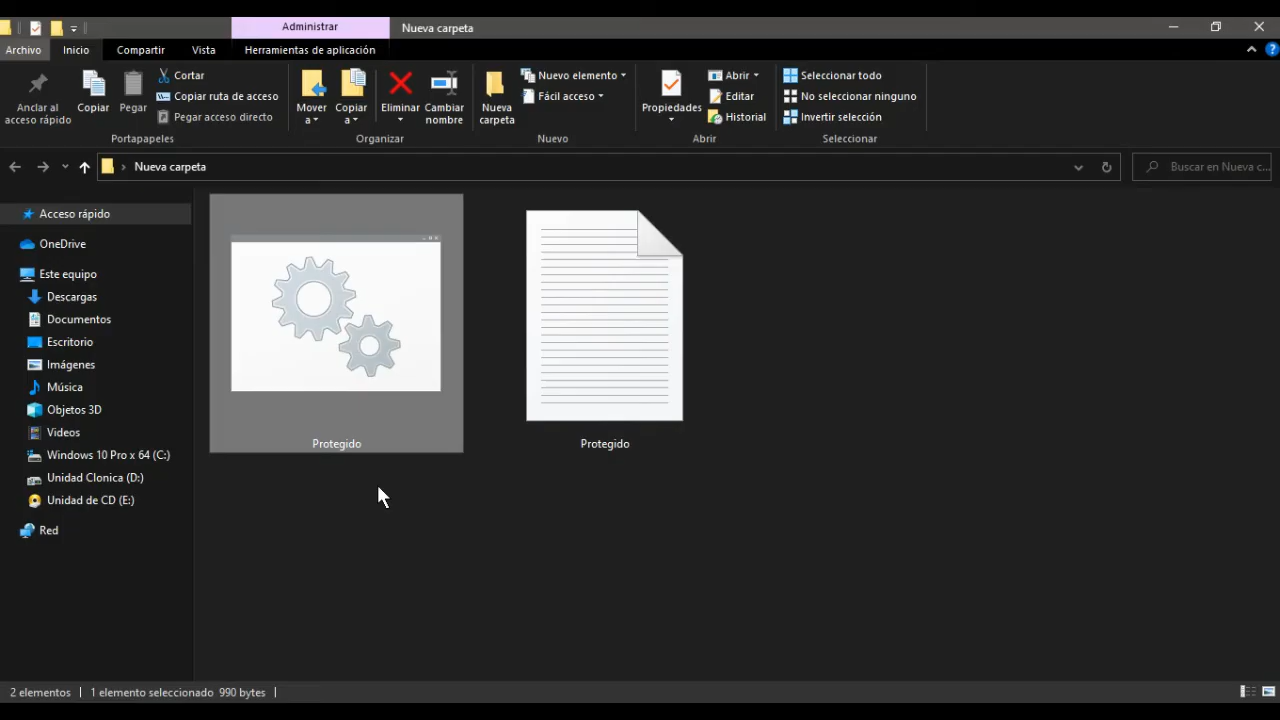 Administrar
Nueva carpeta
Archivo
Inicio
Compartir
Vista
Herramientas de aplicación
Anclar al
acceso rápido
Copiar
Pegar
Cortar
Copiar ruta de acceso
Pegar acceso directo
Portapapeles
Mover
a
Copiar
a
Eliminar
Cambiar
nombre
Organizar
Nueva
carpeta
Nuevo elemento
Fácil acceso
Nuevo
Propiedades
Abrir
Editar
Historial
Abrir
Seleccionar todo
No seleccionar ninguno
Invertir selección
Seleccionar
Nueva carpeta
Buscar en Nueva c...
Acceso rápido
OneDrive
Este equipo
Descargas
Documentos
Escritorio
Imágenes
Música
Objetos 3D
Videos
Windows 10 Pro x 64 (C:)
Unidad Clonica (D:)
Unidad de CD (E:)
Red
Protegido
Protegido
2 elementos
1 elemento seleccionado 990 bytes